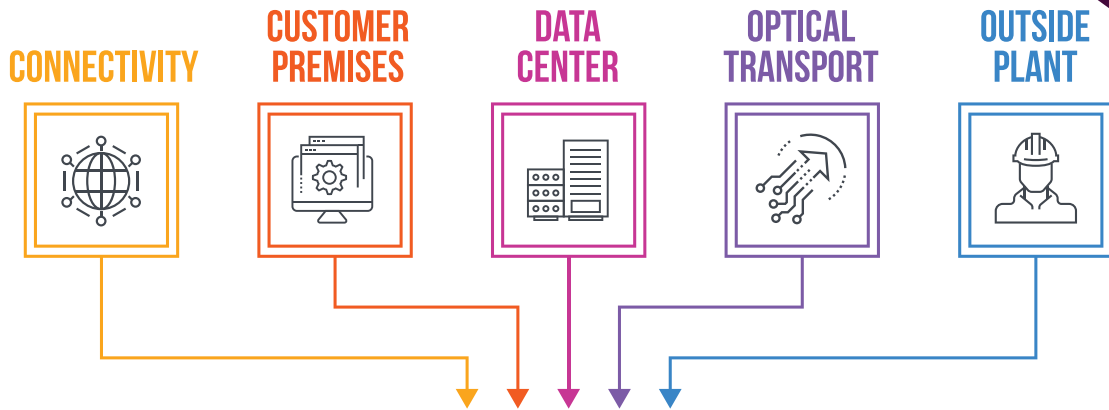 CONNECTIVITY
CUSTOMER
PREMISES
DATA
CENTER
OPTICAL
TRANSPORT
OUTSIDE
PLANT